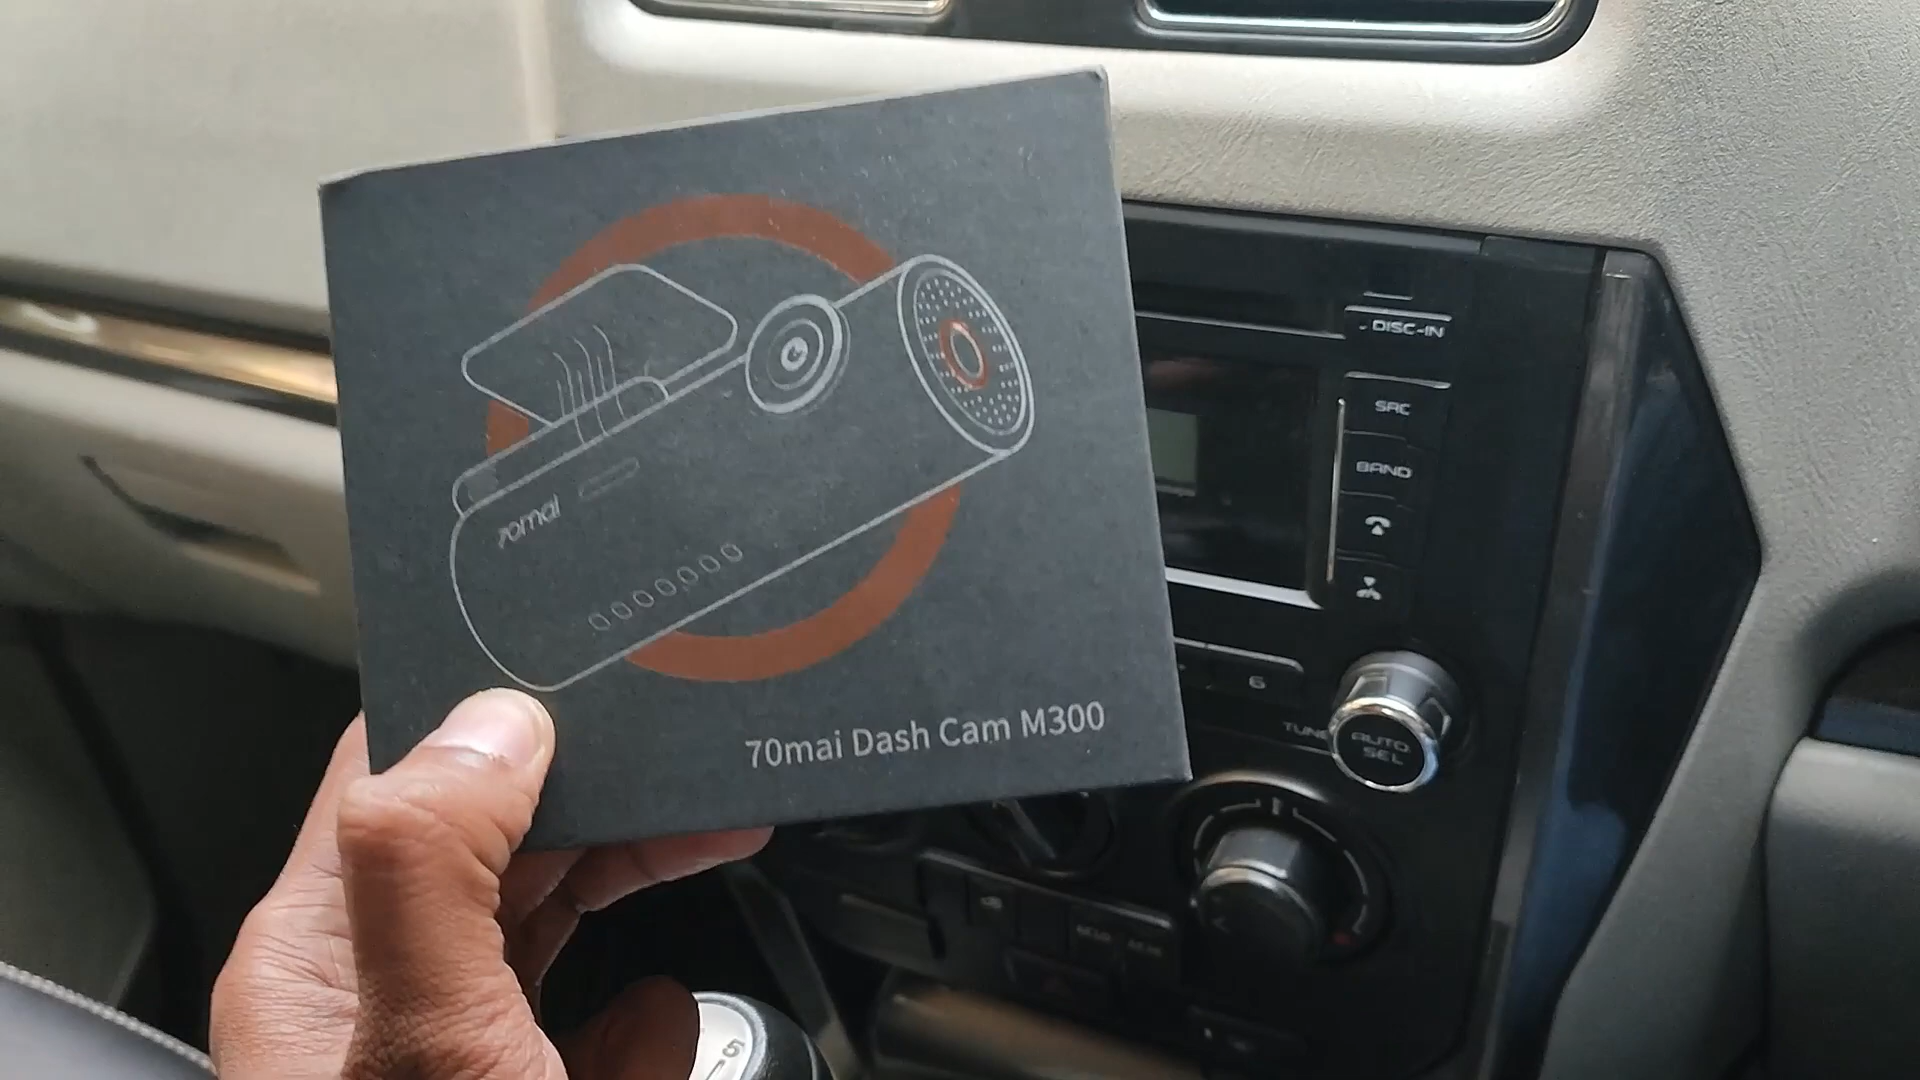 70mai
70mai Dash Cam M300
DISC-IN
SRC
BAND
6
TUNE
AUTO
SEL
5